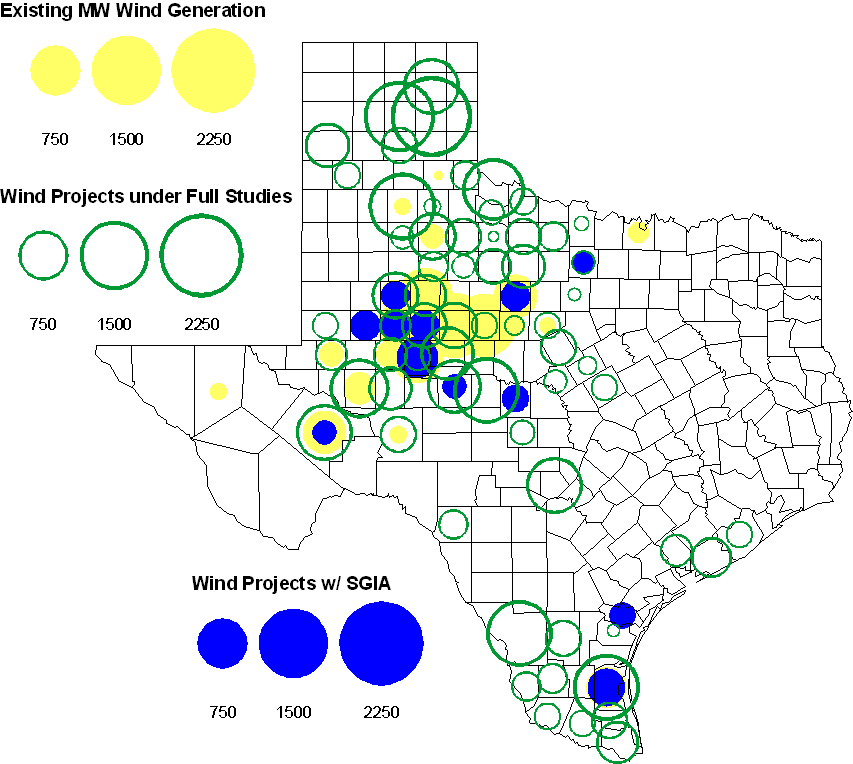 Existing MW Wind Generation
750 1500 2250
Wind Projects under Full Studies
750 1500 2250
Wind Projects w/ SGIA
750 1500 2250